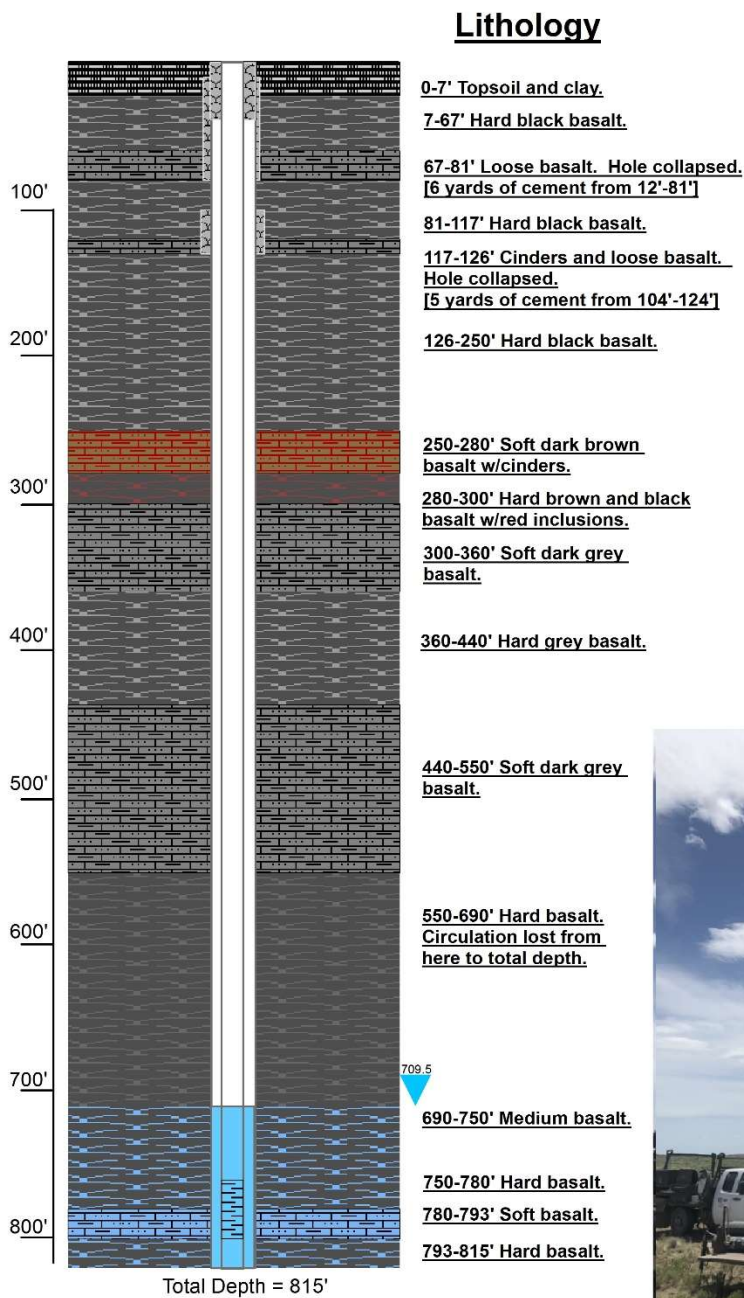 Lithology
0-7' Topsoil and clay.
7-67' Hard black basalt.
67-81' Loose basalt.  Hole collapsed.
[6 yards of cement from 12'-81']
100'
81-117' Hard black basalt.
117-126' Cinders and loose basalt.
Hole collapsed.
[5 yards of cement from 104'-124']
200'
126-250' Hard black basalt.
250-280' Soft dark brown
basalt w/cinders.
300'
280-300' Hard brown and black
basalt w/red inclusions.
300-360' Soft dark grey
basalt.
400'
360-440' Hard grey basalt.
440-550' Soft dark grey
basalt.
500'
550-690' Hard basalt.
Circulation lost from
here to total depth.
600'
709.5
700'
690-750' Medium basalt.
750-780' Hard basalt.
780-793' Soft basalt.
800'
793-815' Hard basalt.
Total Depth = 815'